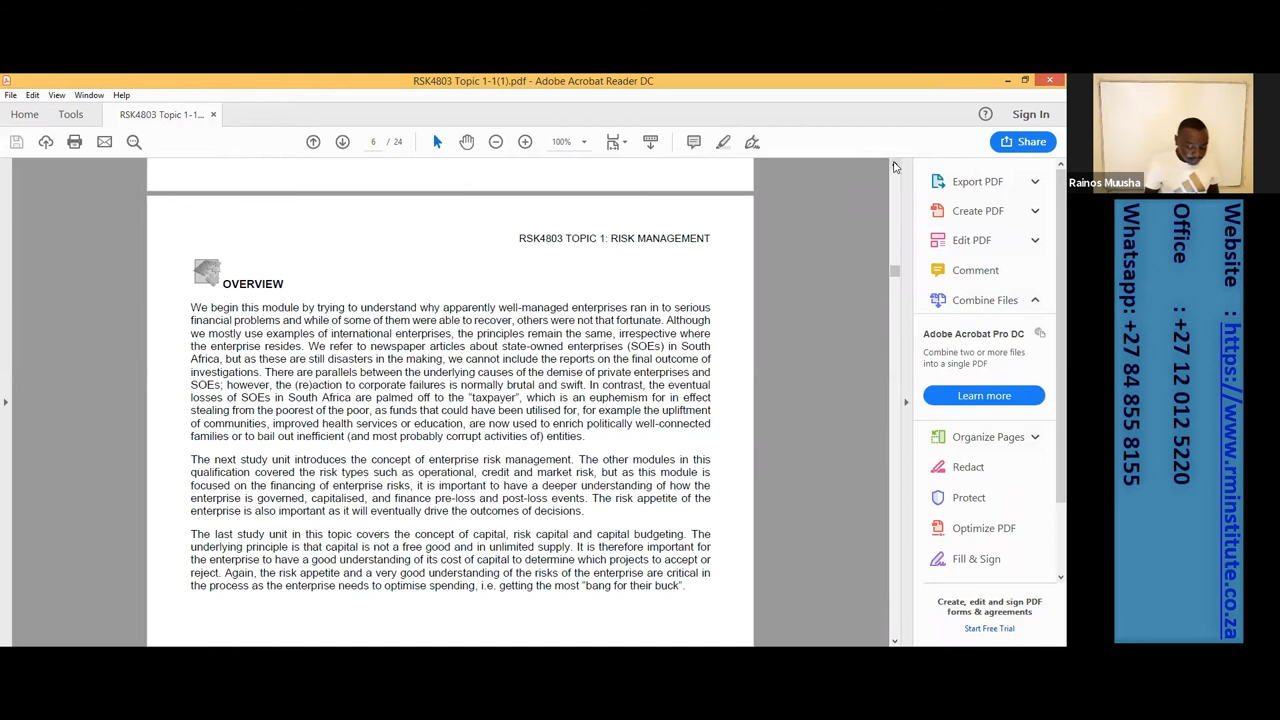 RSK4803 Topic 1-1(1).pdf - Adobe Acrobat Reader DC
File Edit View Window Help
Home Tools RSK4803 Topic 1-1... × Sign In
6 / 24 100% Share
RSK4803 TOPIC 1: RISK MANAGEMENT
OVERVIEW
We begin this module by trying to understand why apparently well-managed enterprises ran in to serious
financial problems and while of some of them were able to recover, others were not that fortunate. Although
we mostly use examples of international enterprises, the principles remain the same, irrespective where
the enterprise resides. We refer to newspaper articles about state-owned enterprises (SOEs) in South
Africa, but as these are still disasters in the making, we cannot include the reports on the final outcome of
investigations. There are parallels between the underlying causes of the demise of private enterprises and
SOEs; however, the (re)action to corporate failures is normally brutal and swift. In contrast, the eventual
losses of SOEs in South Africa are palmed off to the "taxpayer", which is an euphemism for in effect
stealing from the poorest of the poor, as funds that could have been utilised for, for example the upliftment
of communities, improved health services or education, are now used to enrich politically well-connected
families or to bail out inefficient (and most probably corrupt activities of) entities.
The next study unit introduces the concept of enterprise risk management. The other modules in this
qualification covered the risk types such as operational, credit and market risk, but as this module is
focused on the financing of enterprise risks, it is important to have a deeper understanding of how the
enterprise is governed, capitalised, and finance pre-loss and post-loss events. The risk appetite of the
enterprise is also important as it will eventually drive the outcomes of decisions.
The last study unit in this topic covers the concept of capital, risk capital and capital budgeting. The
underlying principle is that capital is not a free good and in unlimited supply. It is therefore important for
the enterprise to have a good understanding of its cost of capital to determine which projects to accept or
reject. Again, the risk appetite and a very good understanding of the risks of the enterprise are critical in
the process as the enterprise needs to optimise spending, i.e. getting the most "bang for their buck".
Export PDF
Create PDF
Edit PDF
Comment
Combine Files
Adobe Acrobat Pro DC
Combine two or more files
into a single PDF
Learn more
Organize Pages
Redact
Protect
Optimize PDF
Fill & Sign
Create, edit and sign PDF
forms & agreements
Start Free Trial
Rainos Muusha
Website : https://www.rminstitute.co.za
Office : +27 12 012 5220
Whatsapp: +27 84 855 8155